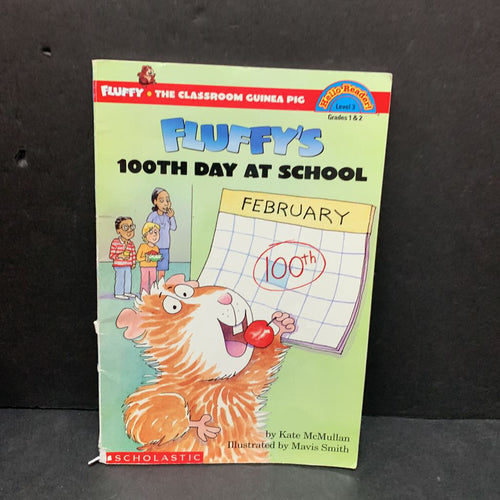 FLUFFY • THE CLASSROOM GUINEA PIG
Hello Reader!
Level 3
Grades 1 & 2
FLUFFY'S
100TH DAY AT SCHOOL
FEBRUARY
100th
by Kate McMullan
Illustrated by Mavis Smith
SCHOLASTIC